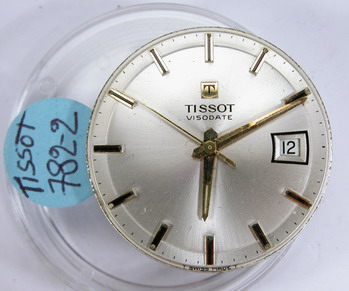 T
TISSOT
VISODATE
12
T SWISS MADE T
TISSOT
782-2